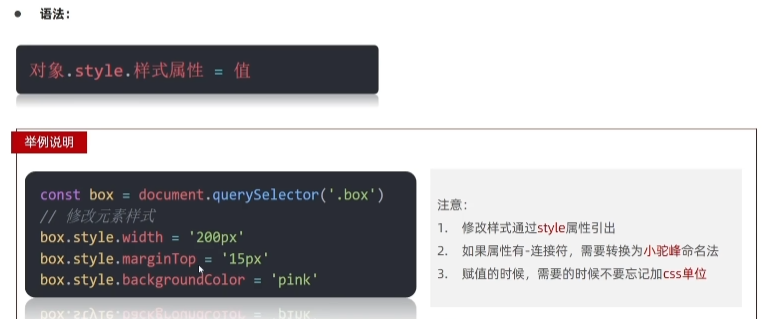 ● 语法：
对象.style.样式属性 = 值
举例说明
const box = document.querySelector('.box')
// 修改元素样式
box.style.width = '200px'
box.style.marginTop = '15px'
box.style.backgroundColor = 'pink'
注意：
1. 修改样式通过style属性引出
2. 如果属性有-连接符，需要转换为小驼峰命名法
3. 赋值的时候，需要的时候不要忘记加css单位